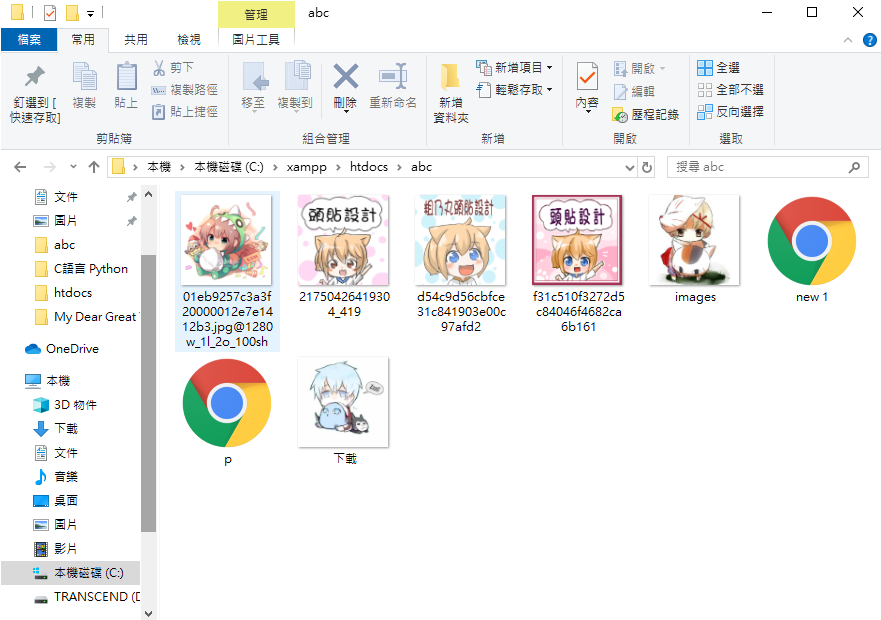 管理
abc
檔案
常用
共用
檢視
圖片工具
釘選到 [
快速存取]
複製
貼上
剪下
複製路徑
貼上捷徑
剪貼簿
移至
複製到
刪除
重新命名
組合管理
新增
資料夾
新增項目
輕鬆存取
新增
內容
開啟
編輯
歷程記錄
開啟
全選
全部不選
反向選擇
選取
本機 > 本機磁碟 (C:) > xampp > htdocs > abc
搜尋 abc
文件
圖片
abc
C語言 Python
htdocs
My Dear Great
OneDrive
本機
3D 物件
下載
文件
音樂
桌面
圖片
影片
本機磁碟 (C:)
TRANSCEND (D
頭貼設計
組乃丸頭貼設計
頭貼設計
01eb9257c3a3f
20000012e7e14
12b3.jpg@1280
w_1l_2o_100sh
2175042641930
4_419
d54c9d56cbfce
31c841903e00c
97afd2
f31c510f3272d5
c84046f4682ca
6b161
images
new 1
p
下載